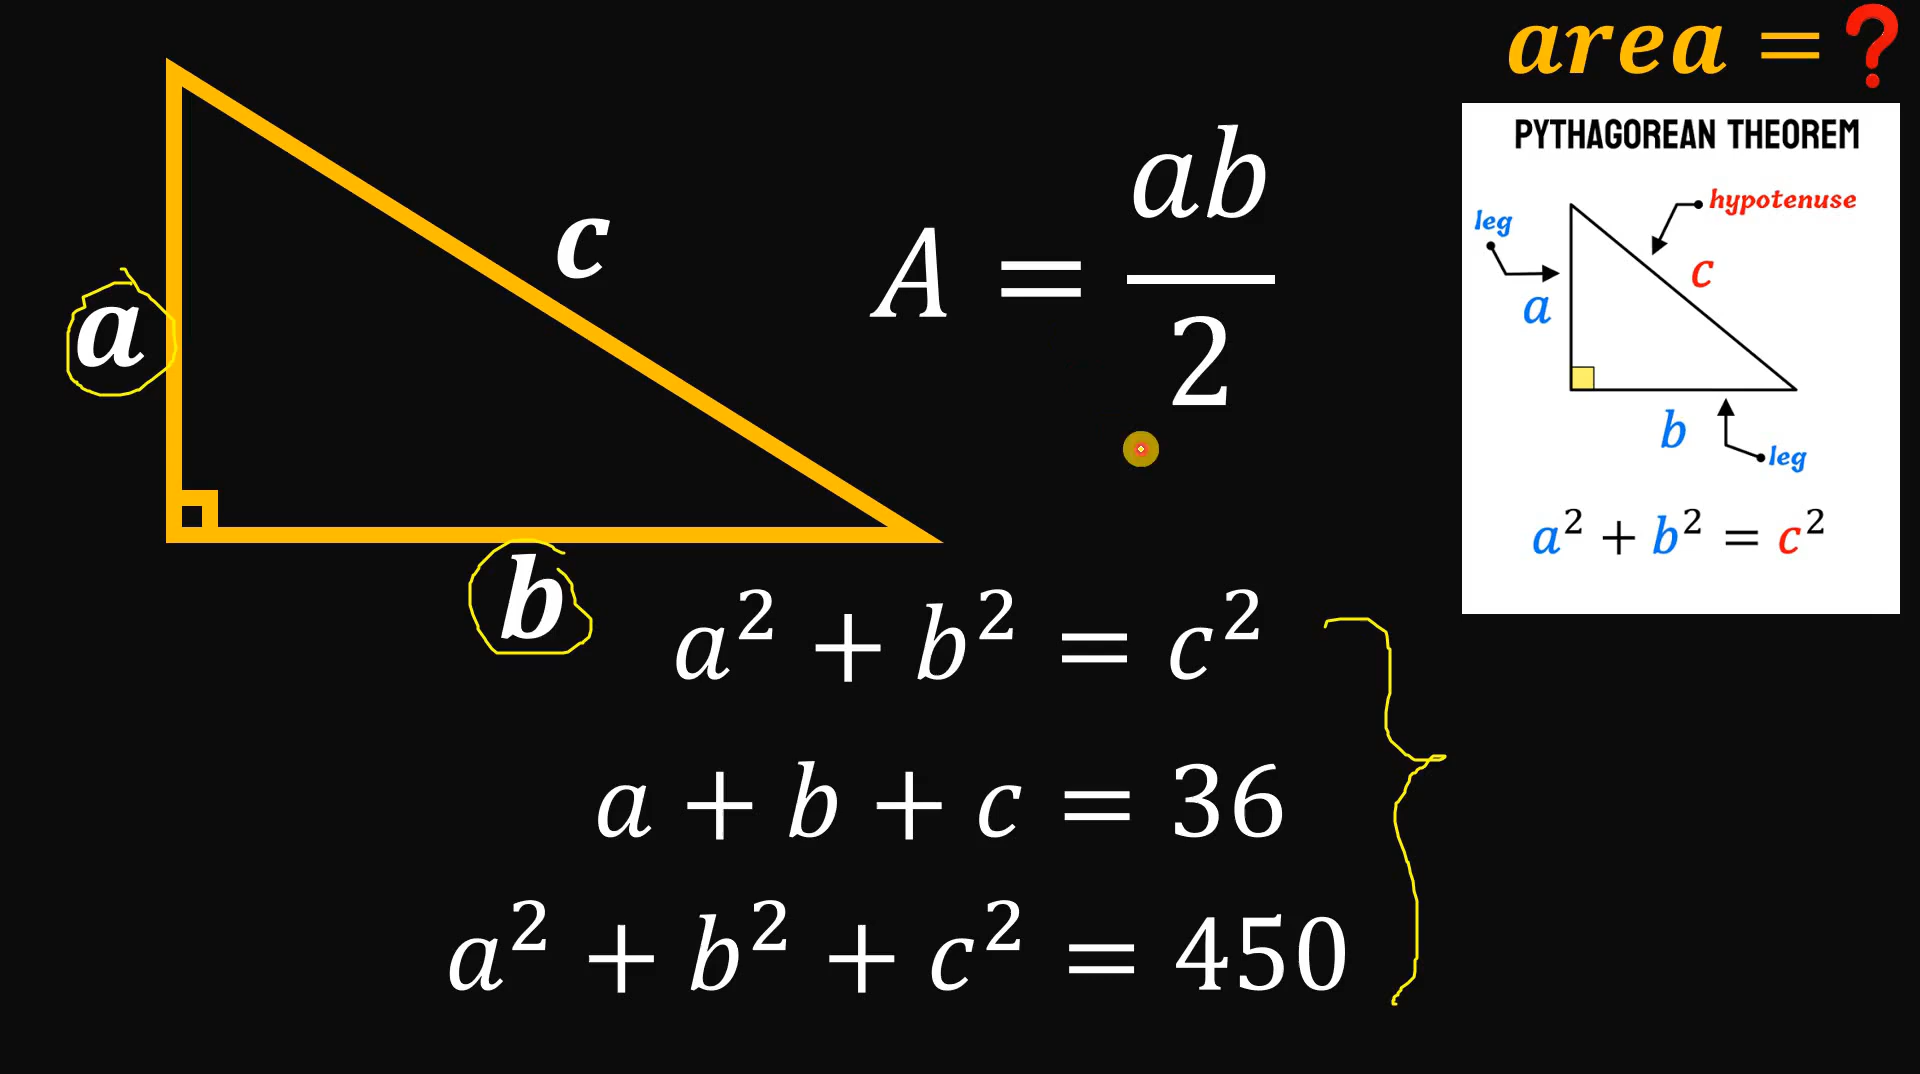 area = ?
a
c
b
A = ab/2
PYTHAGOREAN THEOREM
leg
hypotenuse
a
c
b
leg
a² + b² = c²
a² + b² = c²
a + b + c = 36
a² + b² + c² = 450